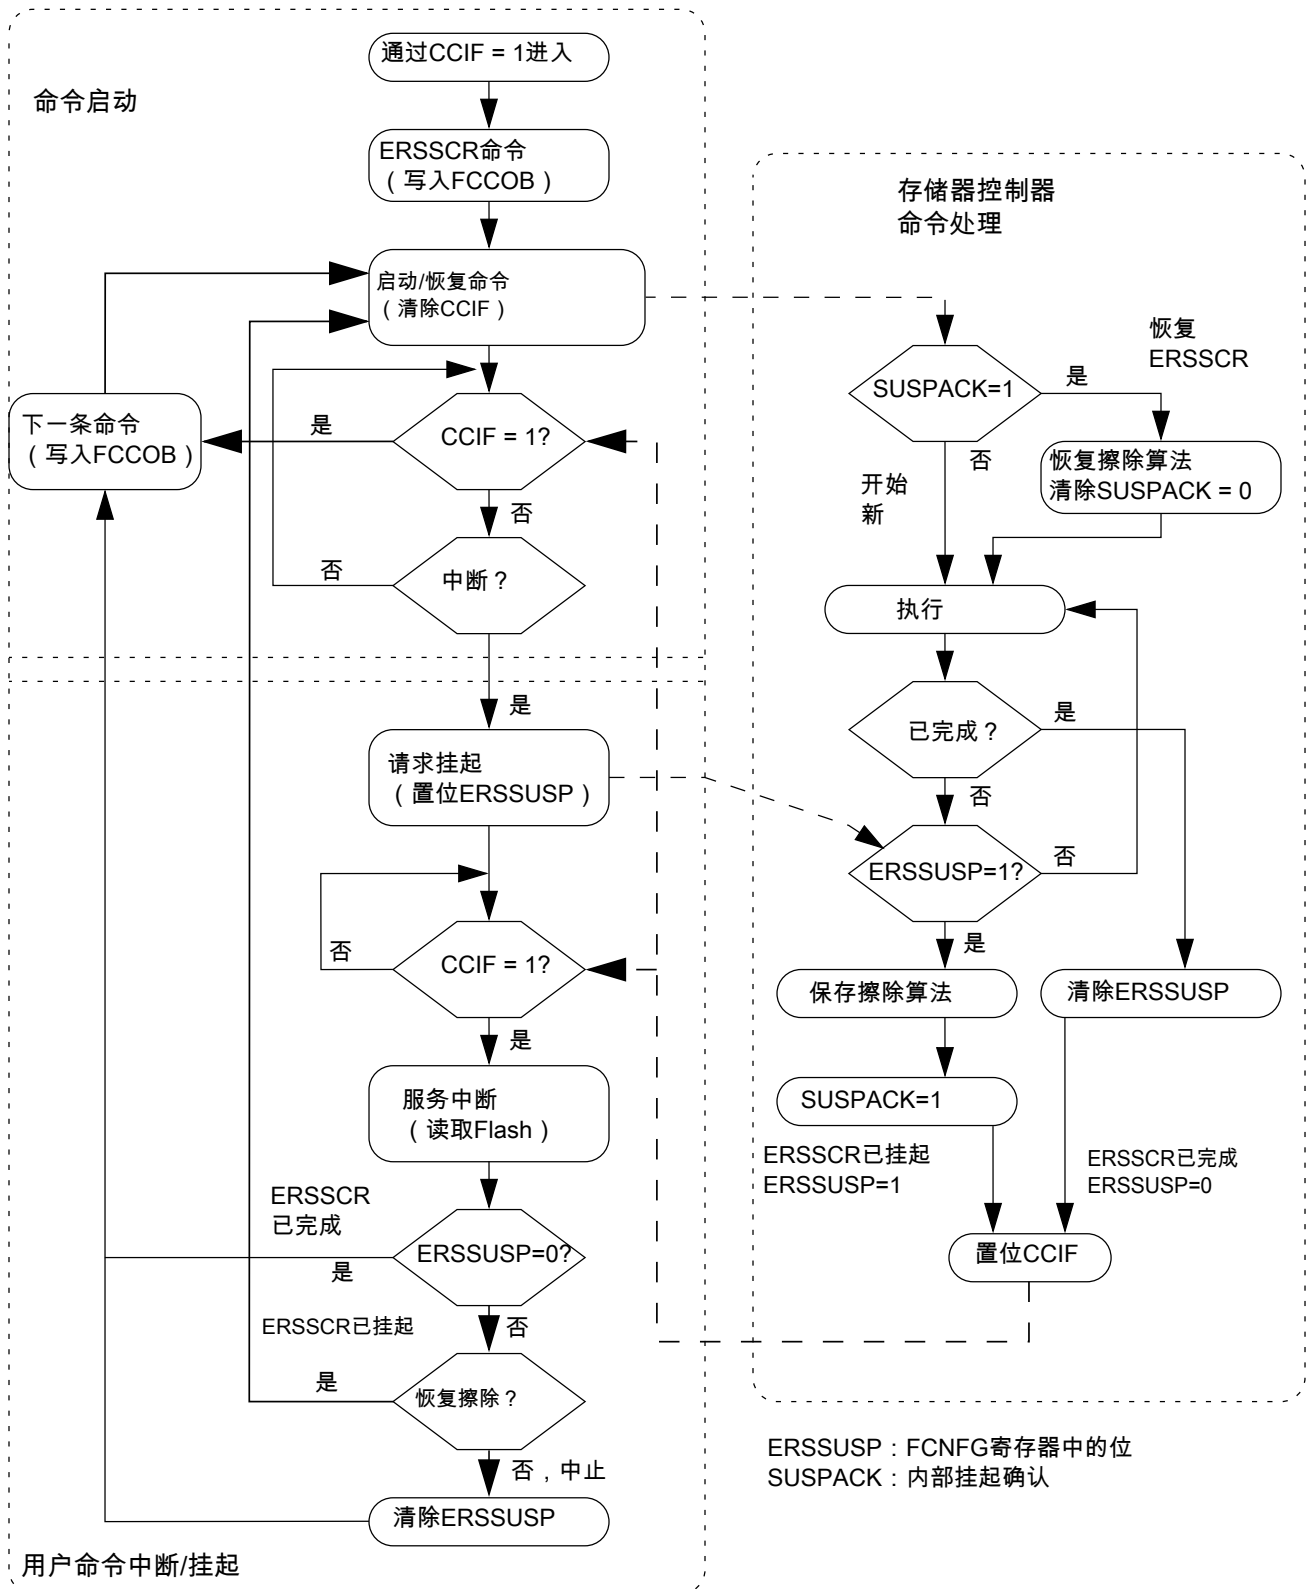 通过CCIF = 1进入
命令启动
ERSSCR命令
（写入FCCOB）
启动/恢复命令
（清除CCIF）
下一条命令
（写入FCCOB）
是
CCIF = 1?
否
否
中断？
是
请求挂起
（置位ERSSUSP）
否
CCIF = 1?
是
服务中断
（读取Flash）
ERSSCR
已完成
ERSSUSP=0?
是
ERSSCR已挂起
否
是
恢复擦除？
否，中止
清除ERSSUSP
用户命令中断/挂起
存储器控制器
命令处理
SUSPACK=1
是
恢复
ERSSCR
否
开始
新
恢复擦除算法
清除SUSPACK = 0
执行
已完成？
是
否
ERSSUSP=1?
否
是
保存擦除算法
清除ERSSUSP
SUSPACK=1
ERSSCR已挂起
ERSSUSP=1
ERSSCR已完成
ERSSUSP=0
置位CCIF
ERSSUSP：FCNFG寄存器中的位
SUSPACK：内部挂起确认